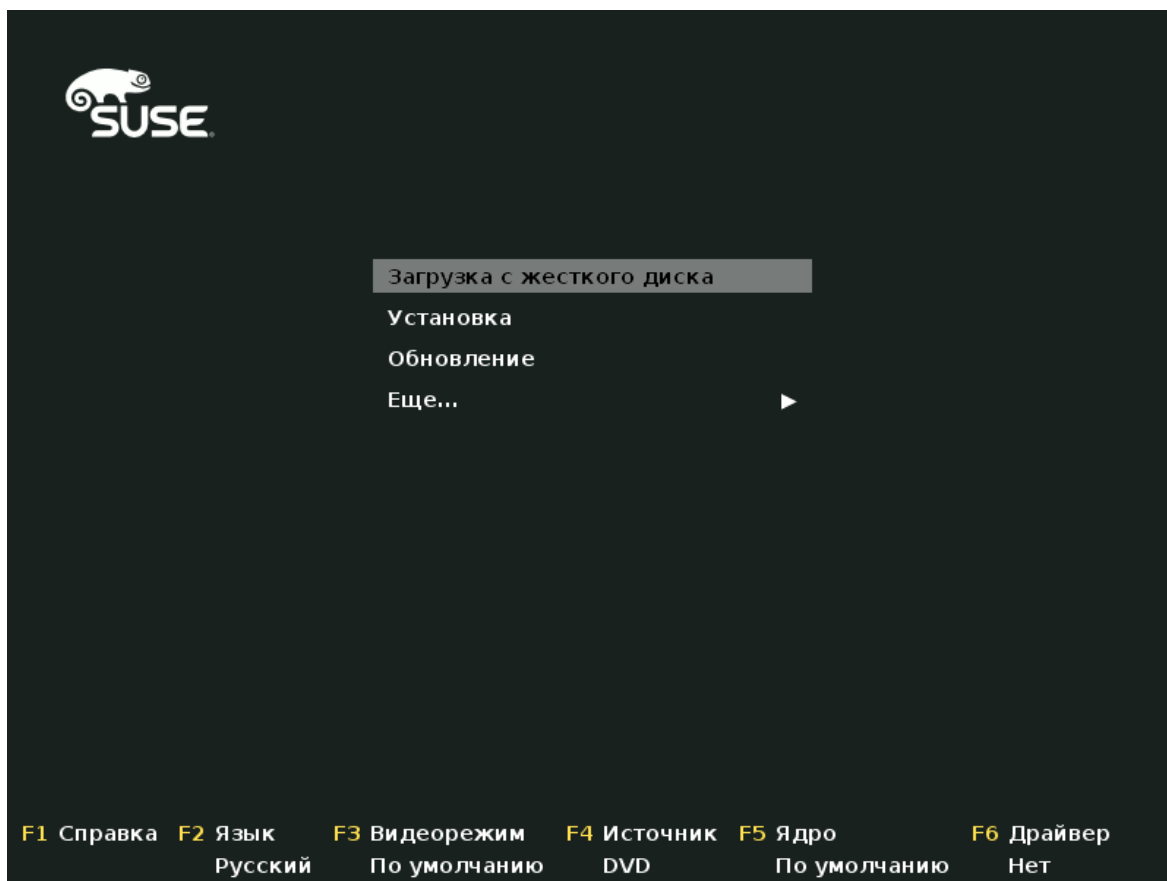 SUSE
Загрузка с жесткого диска
Установка
Обновление
Еще...
F1 Справка F2 Язык F3 Видеорежим F4 Источник F5 Ядро F6 Драйвер
Русский По умолчанию DVD По умолчанию Нет